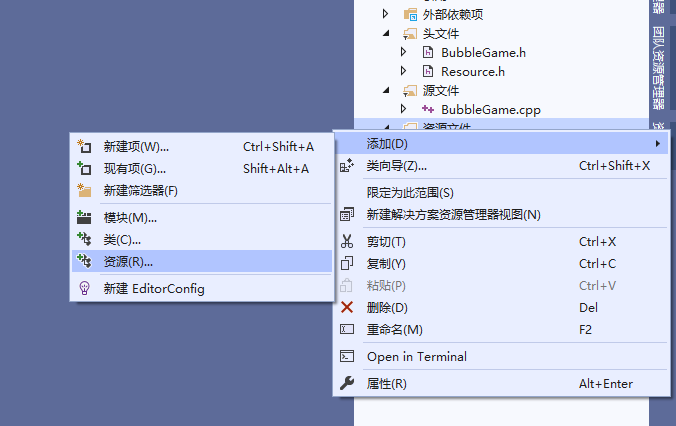 外部依赖项
头文件
BubbleGame.h
Resource.h
源文件
BubbleGame.cpp
资源文件
新建项(W)... Ctrl+Shift+A
现有项(G)... Shift+Alt+A
新建筛选器(F)
模块(M)...
类(C)...
资源(R)...
新建 EditorConfig
添加(D)
类向导(Z)... Ctrl+Shift+X
限定为此范围(S)
新建解决方案资源管理器视图(N)
剪切(T) Ctrl+X
复制(Y) Ctrl+C
粘贴(P) Ctrl+V
删除(D) Del
重命名(M) F2
Open in Terminal
属性(R) Alt+Enter
团队资源管理器